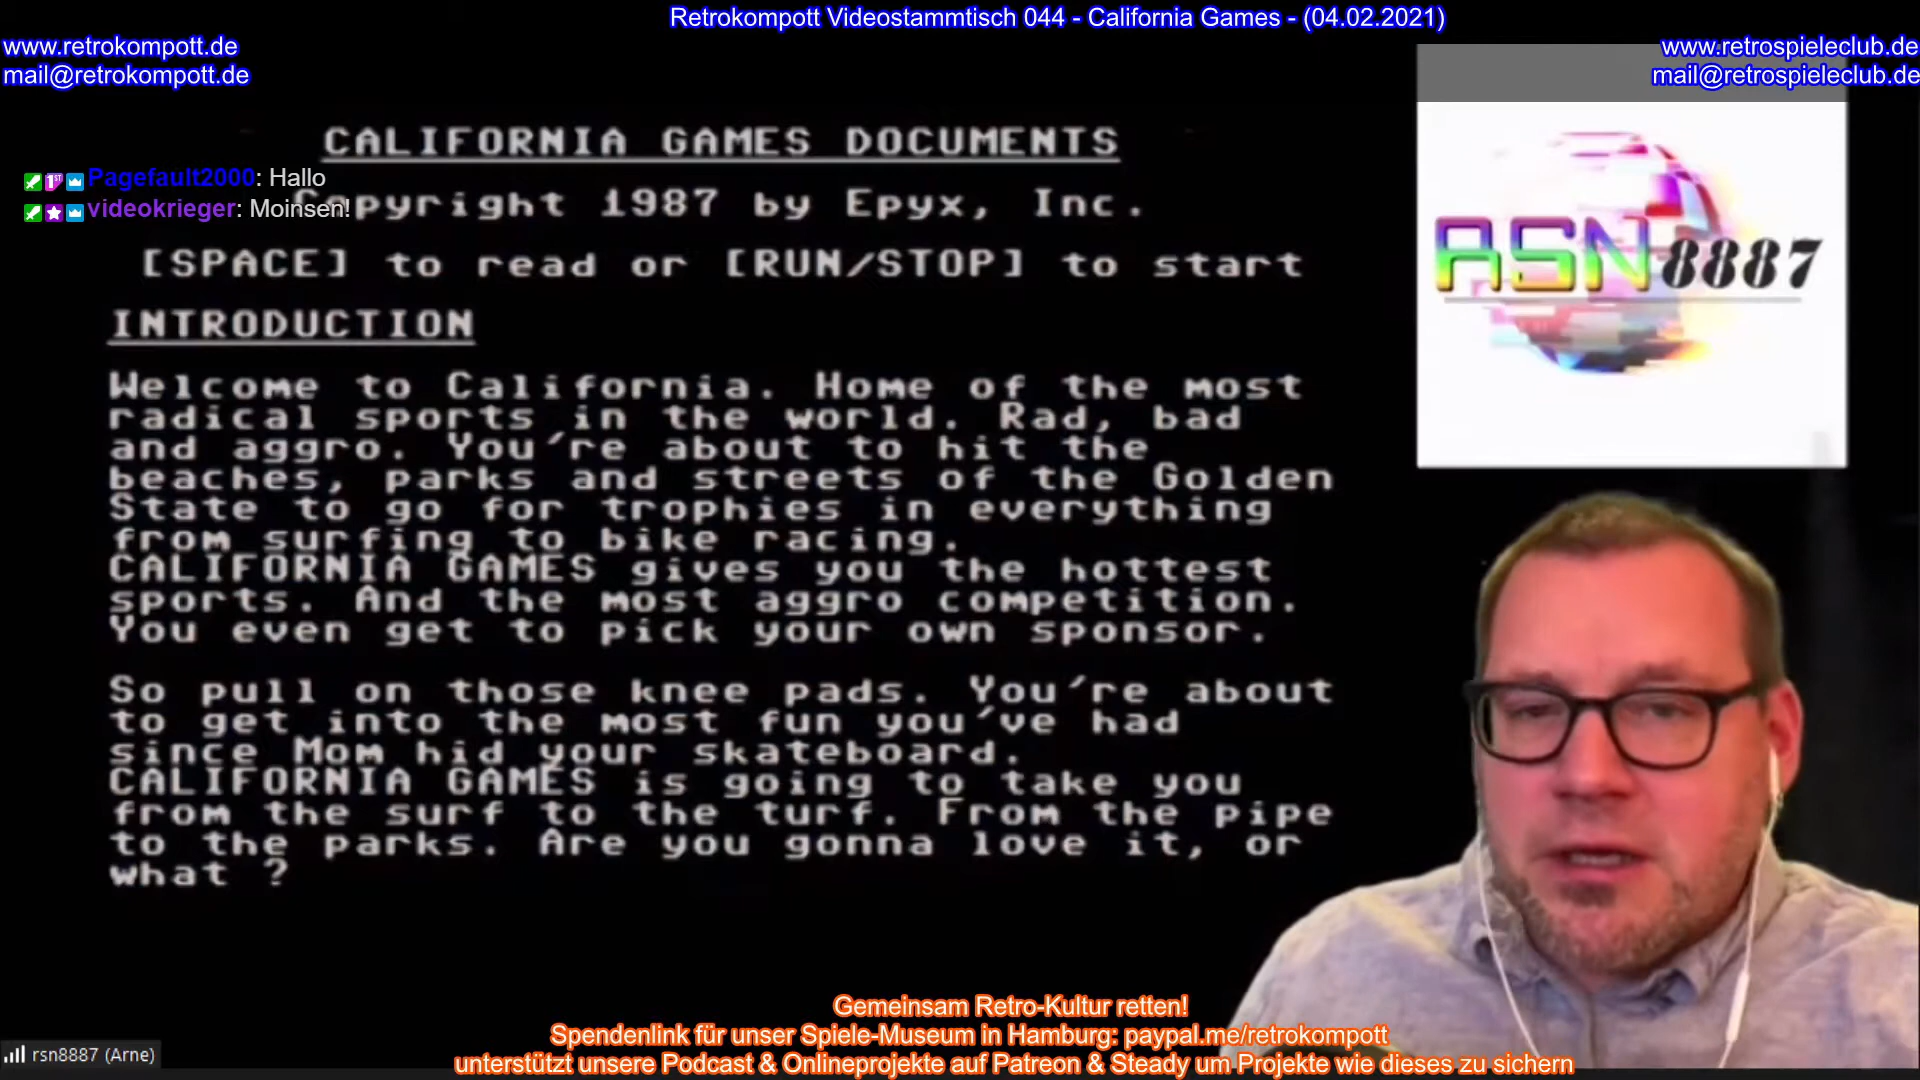 Retrokompott Videostammtisch 044 - California Games - (04.02.2021)
www.retrokompott.de
mail@retrokompott.de
www.retrospieleclub.de
mail@retrospieleclub.de
CALIFORNIA GAMES DOCUMENTS
Pagefault2000: Hallo
videokrieger: Moinsen!
Copyright 1987 by Epyx, Inc.
[SPACE] to read or [RUN/STOP] to start
INTRODUCTION
Welcome to California. Home of the most
radical sports in the world. Rad, bad
and aggro. You're about to hit the
beaches, parks and streets of the Golden
State to go for trophies in everything
from surfing to bike racing.
CALIFORNIA GAMES gives you the hottest
sports. And the most aggro competition.
You even get to pick your own sponsor.
So pull on those knee pads. You're about
to get into the most fun you've had
since Mom hid your skateboard.
CALIFORNIA GAMES is going to take you
from the surf to the turf. From the pipe
to the parks. Are you gonna love it, or
what ?
RSN8887
Gemeinsam Retro-Kultur retten!
Spendenlink für unser Spiele-Museum in Hamburg: paypal.me/retrokompott
unterstützt unsere Podcast & Onlineprojekte auf Patreon & Steady um Projekte wie dieses zu sichern
rsn8887 (Arne)